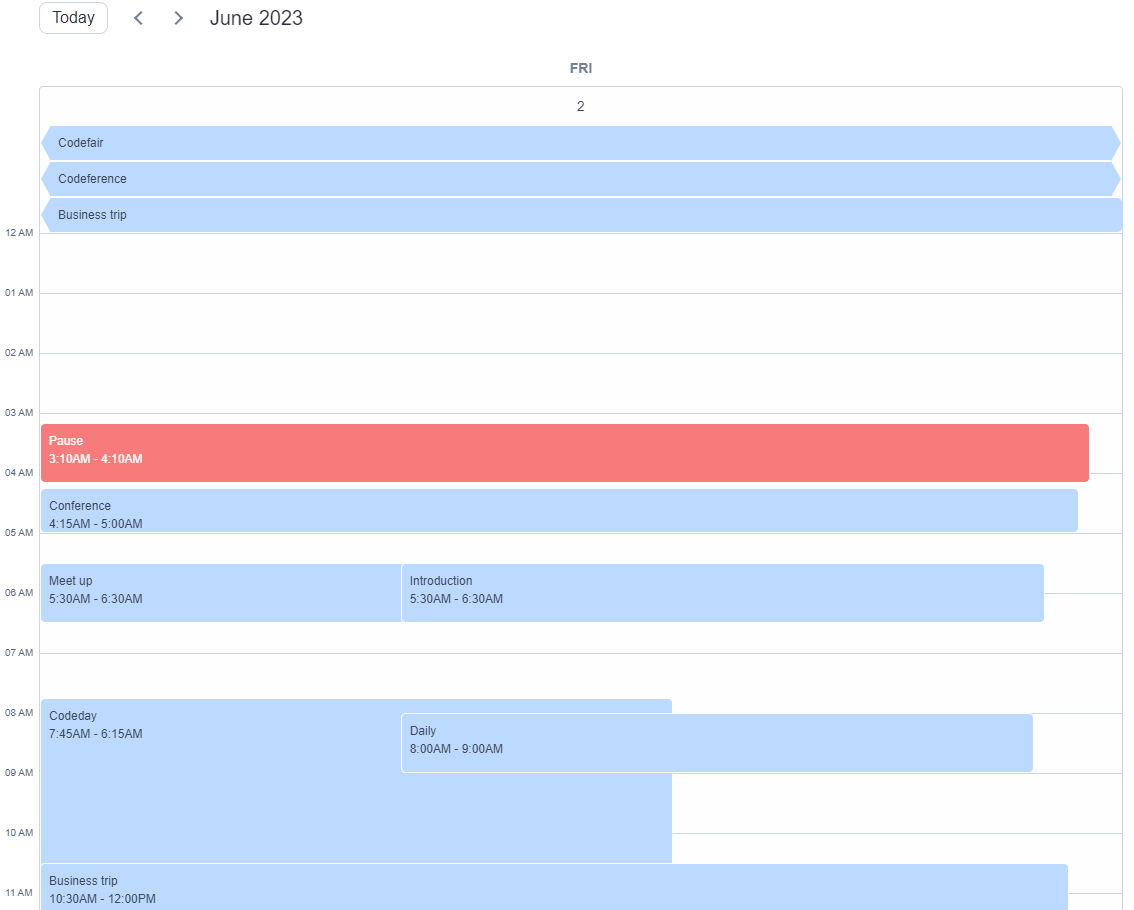 Today
June 2023
FRI
2
Codefair
Codeference
Business trip
12 AM
01 AM
02 AM
03 AM
Pause
3:10AM - 4:10AM
04 AM
Conference
4:15AM - 5:00AM
05 AM
Meet up
5:30AM - 6:30AM
Introduction
5:30AM - 6:30AM
06 AM
07 AM
08 AM
Codeday
7:45AM - 6:15AM
Daily
8:00AM - 9:00AM
09 AM
10 AM
Business trip
10:30AM - 12:00PM
11 AM